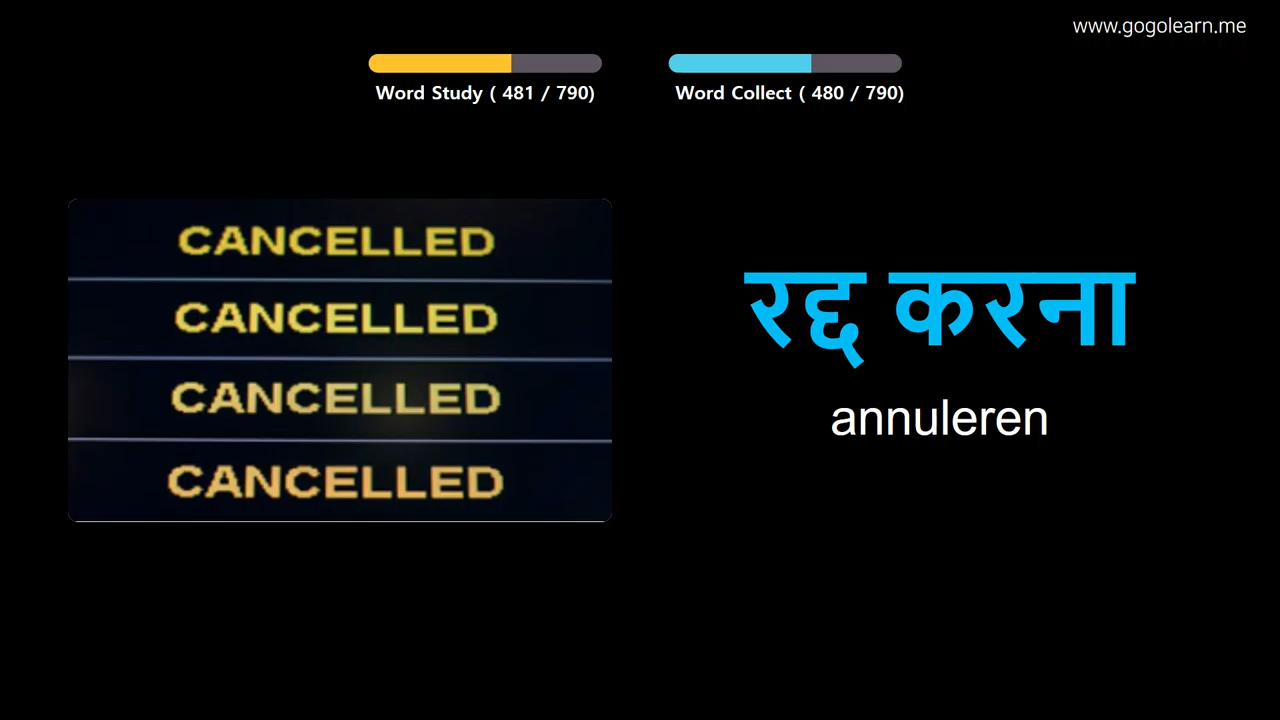 www.gogolearn.me
Word Study ( 481 / 790)
Word Collect ( 480 / 790)
CANCELLED
CANCELLED
CANCELLED
CANCELLED
रद्द करना
annuleren